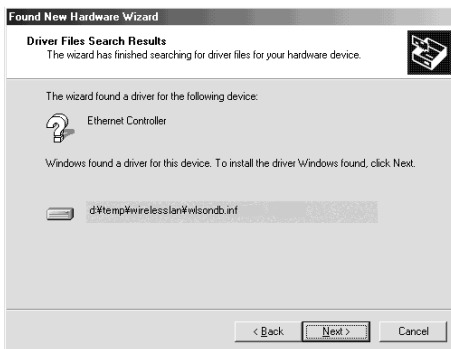 Found New Hardware Wizard
Driver Files Search Results
The wizard has finished searching for driver files for your hardware device.
The wizard found a driver for the following device:
Ethernet Controller
Windows found a driver for this device. To install the driver Windows found, click Next.
d:¥temp¥wirelesslan¥wlsondb.inf
< Back Next > Cancel